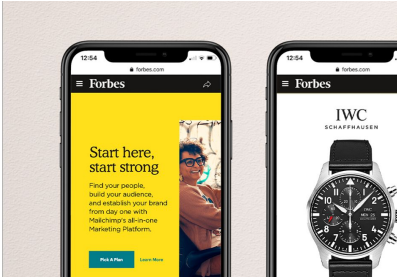 12:54
forbes.com
Forbes
Start here,
start strong
Find your people,
build your audience,
and establish your brand
from day one with
Mailchimp's all-in-one
Marketing Platform.
Pick A Plan
Learn More
12:54
forbes.com
Forbes
IWC
SCHAFFHAUSEN